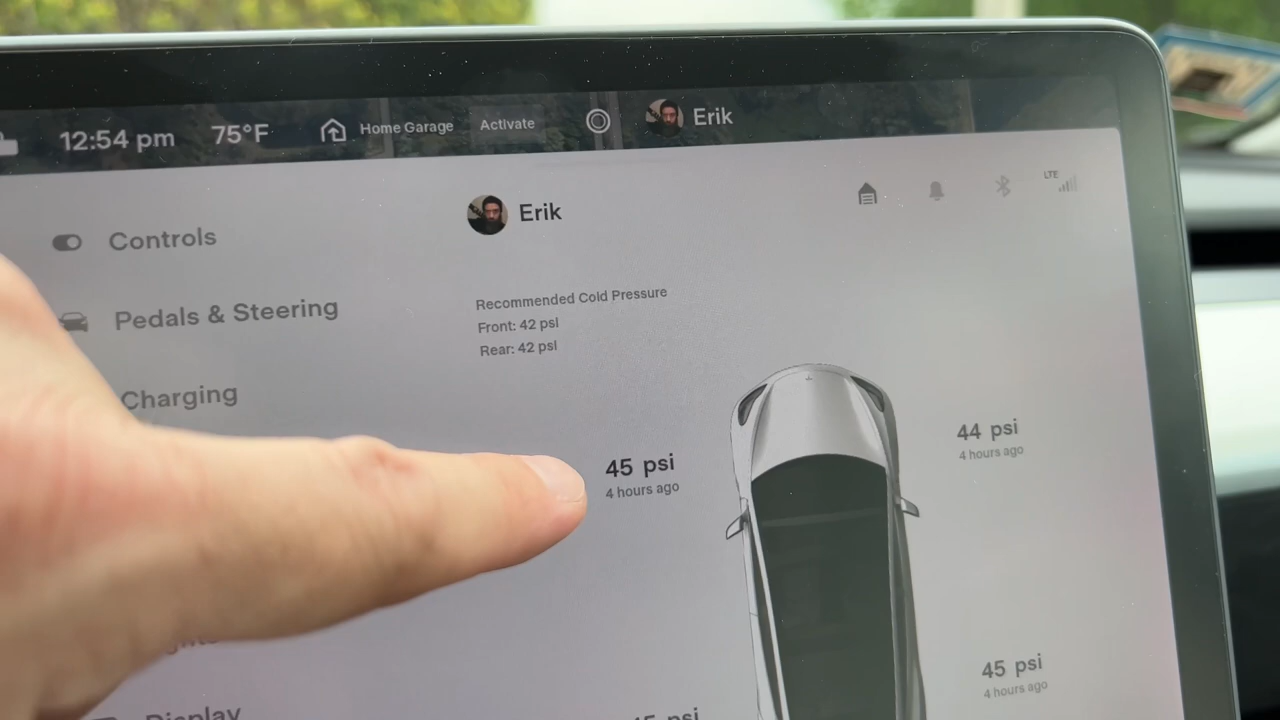 12:54 pm
75°F
Home Garage
Activate
Erik
Controls
Erik
LTE
Pedals & Steering
Recommended Cold Pressure
Front: 42 psi
Rear: 42 psi
Charging
45 psi
4 hours ago
44 psi
4 hours ago
45 psi
4 hours ago
Display
psi